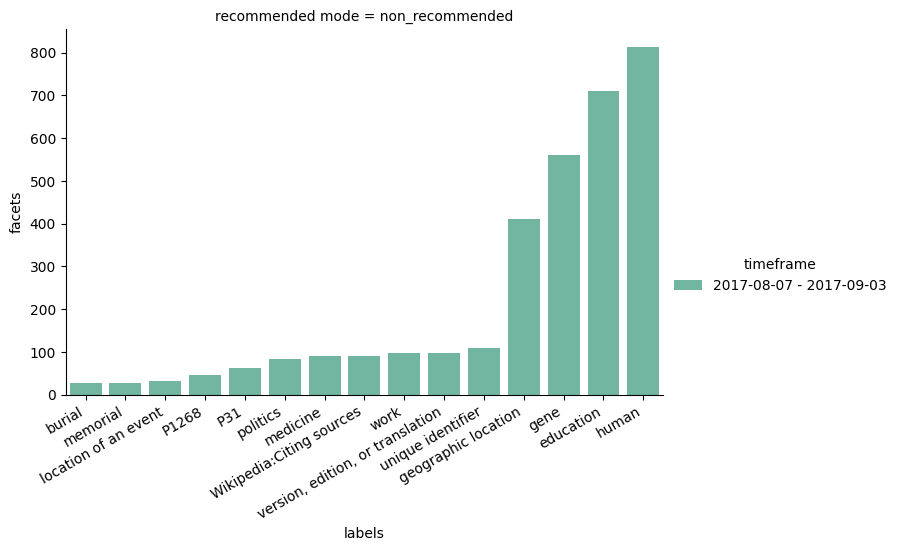 recommended mode = non_recommended
800
700
600
500
400
300
200
100
0
facets
burial
memorial
location of an event
P1268
P31
politics
medicine
Wikipedia:Citing sources
work
version, edition, or translation
unique identifier
geographic location
gene
education
human
labels
timeframe
2017-08-07 - 2017-09-03